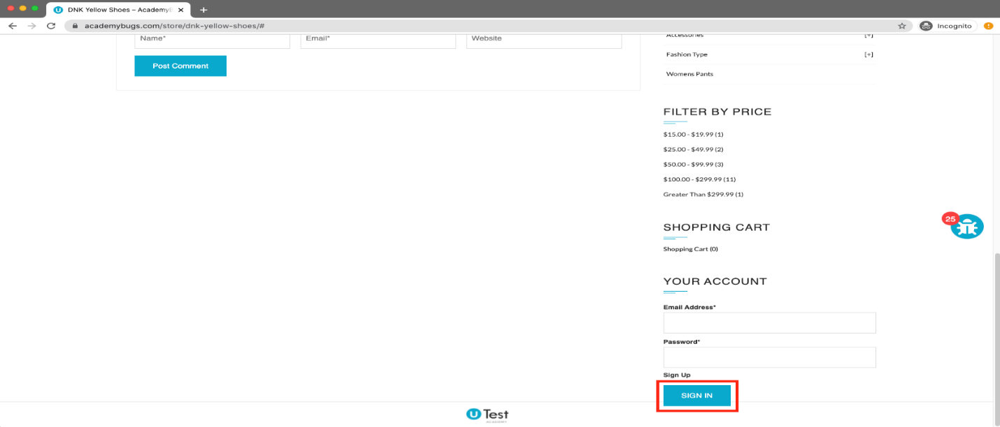 DNK Yellow Shoes – AcademyB
academybugs.com/store/dnk-yellow-shoes/#
Incognito
Name*
Email*
Website
Post Comment
Accessories [+]
Fashion Type [+]
Womens Pants
FILTER BY PRICE
$15.00 - $19.99 (1)
$25.00 - $49.99 (2)
$50.00 - $99.99 (3)
$100.00 - $299.99 (11)
Greater Than $299.99 (1)
25
SHOPPING CART
Shopping Cart (0)
YOUR ACCOUNT
Email Address*
Password*
Sign Up
SIGN IN
U Test
ACADEMY